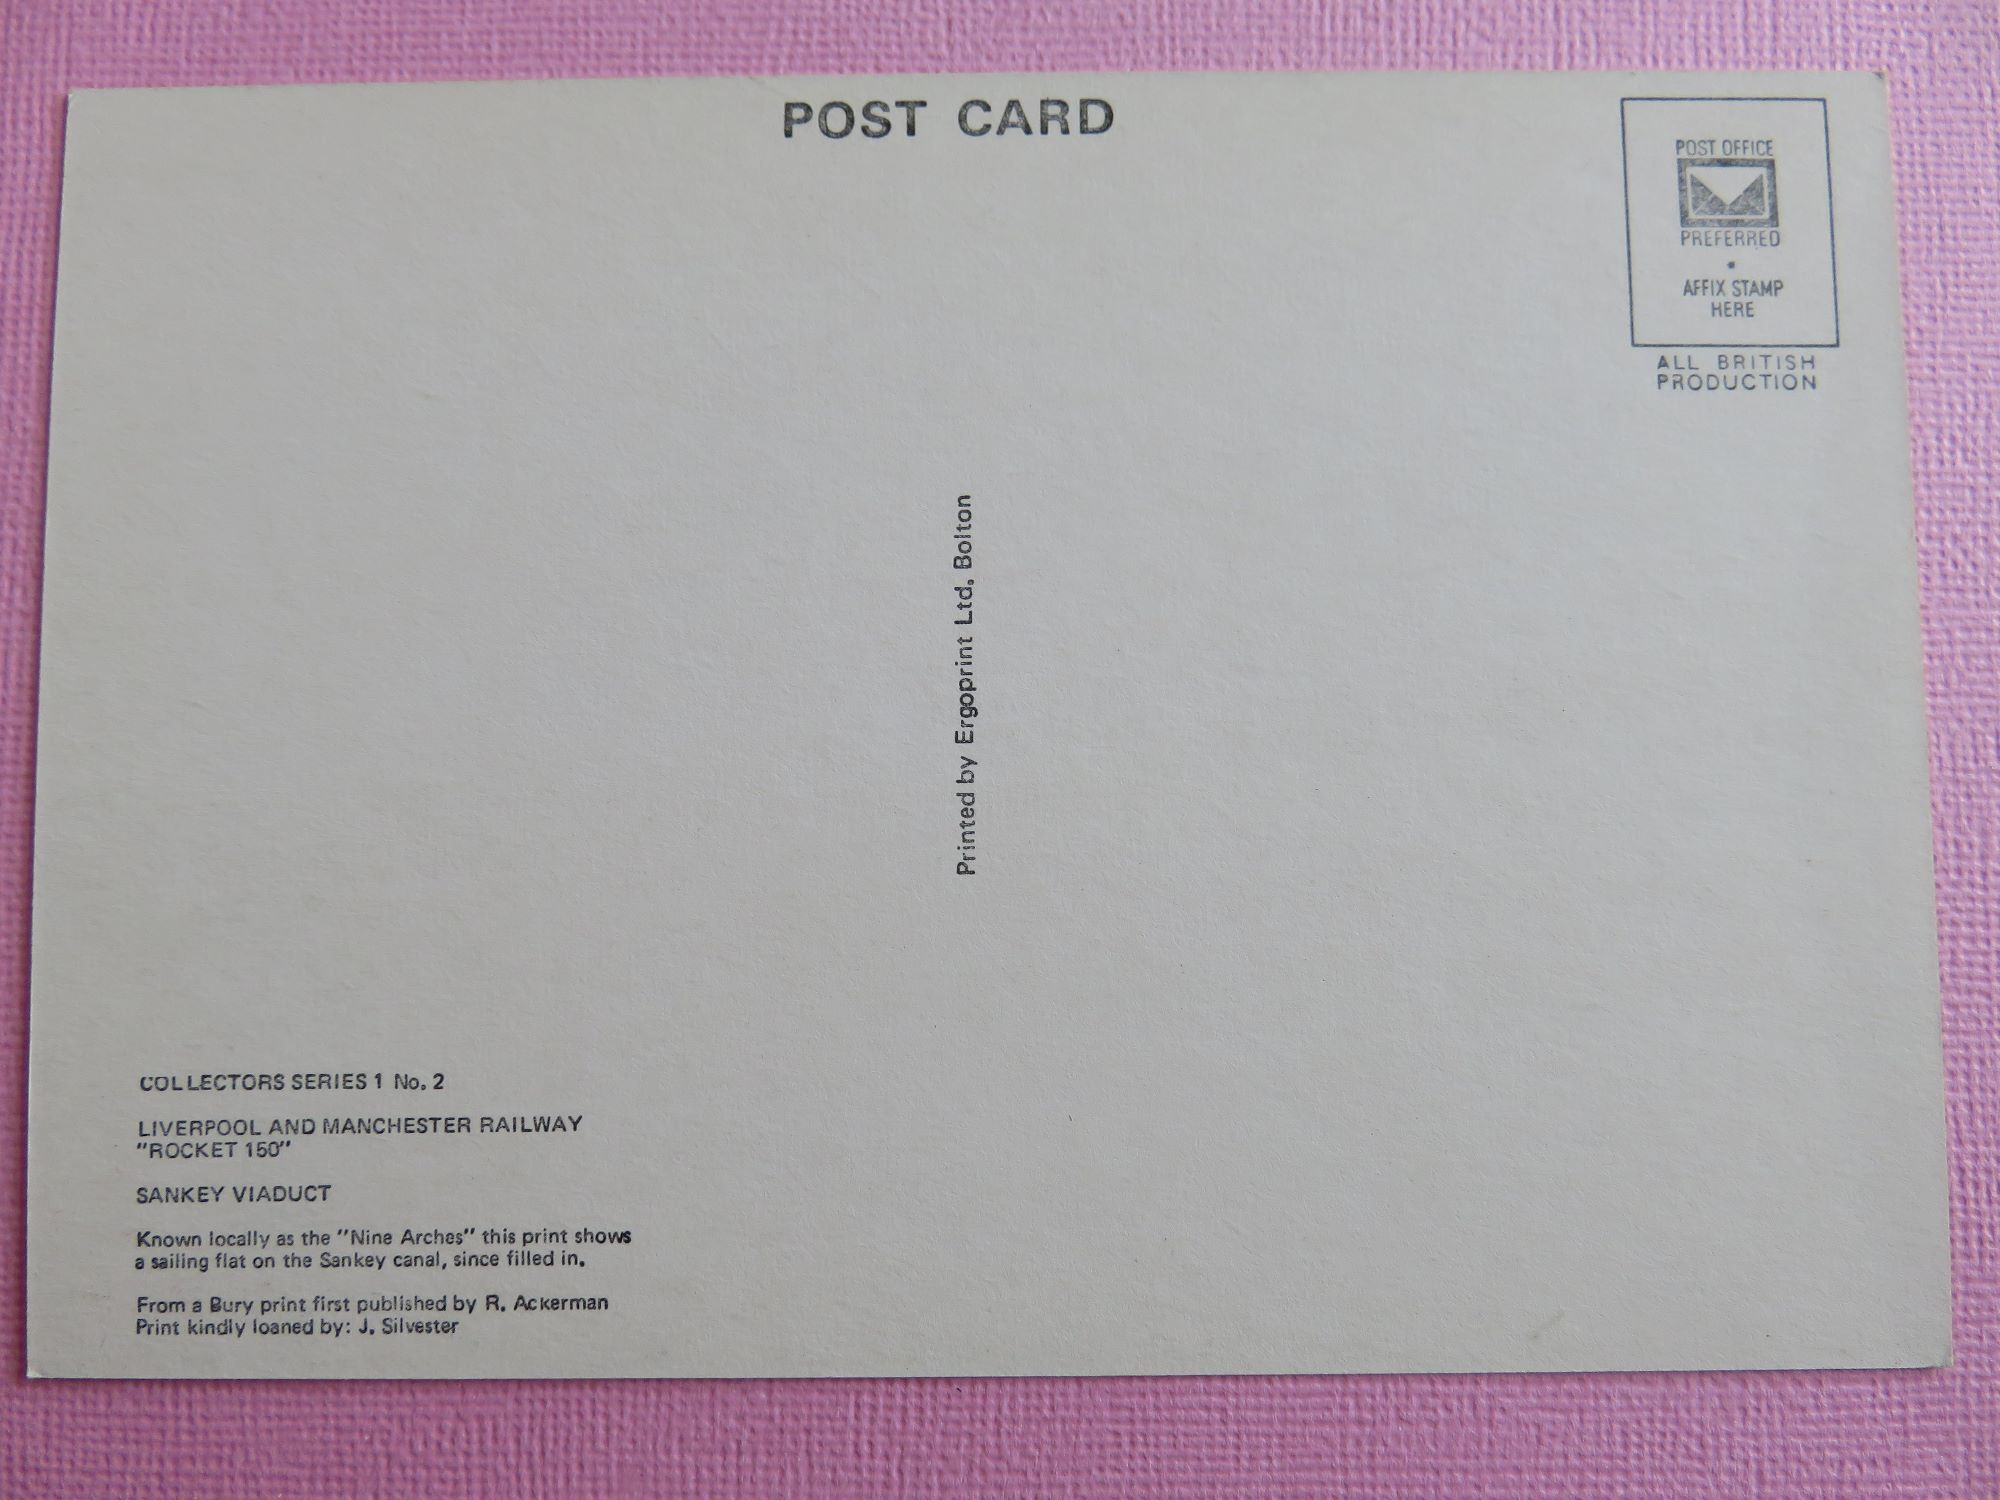 POST CARD
POST OFFICE
PREFERRED
AFFIX STAMP
HERE
ALL BRITISH
PRODUCTION
Printed by Ergoprint Ltd. Bolton
COLLECTORS SERIES 1 No. 2
LIVERPOOL AND MANCHESTER RAILWAY
"ROCKET 150"
SANKEY VIADUCT
Known locally as the "Nine Arches" this print shows
a sailing flat on the Sankey canal, since filled in.
From a Bury print first published by R. Ackerman
Print kindly loaned by: J. Silvester